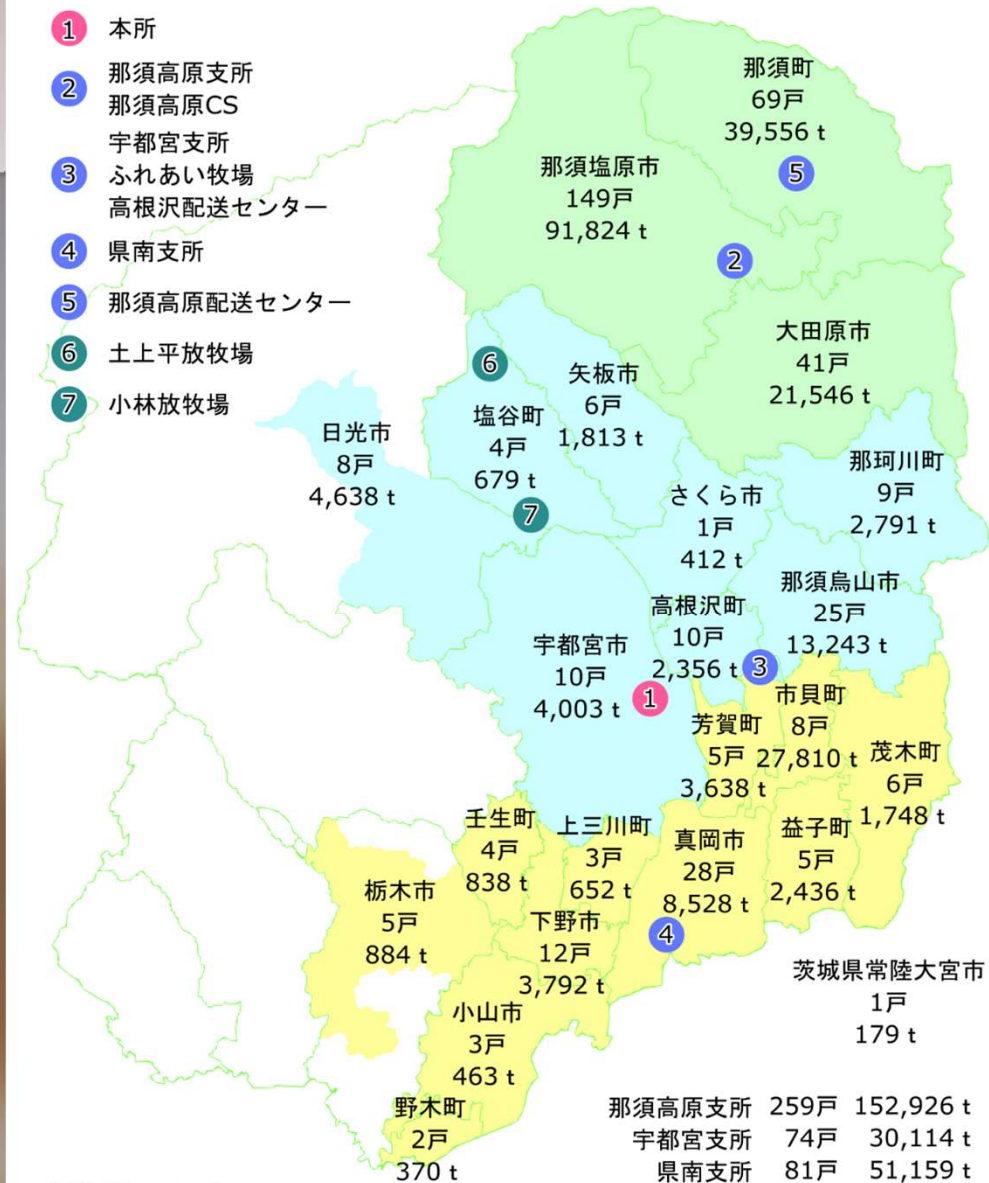 1 本所
2 那須高原支所
那須高原CS
3 宇都宮支所
ふれあい牧場
高根沢配送センター
4 県南支所
5 那須高原配送センター
6 土上平放牧場
7 小林放牧場
那須町
69戸
39,556 t
5
那須塩原市
149戸
91,824 t
2
大田原市
41戸
21,546 t
6
矢板市
6戸
1,813 t
塩谷町
4戸
679 t
7
日光市
8戸
4,638 t
那珂川町
9戸
2,791 t
さくら市
1戸
412 t
那須烏山市
25戸
13,243 t
高根沢町
10戸
2,356 t
3
宇都宮市
10戸
4,003 t
1
市貝町
8戸
27,810 t
芳賀町
5戸
3,638 t
茂木町
6戸
1,748 t
壬生町
4戸
838 t
上三川町
3戸
652 t
真岡市
28戸
8,528 t
4
益子町
5戸
2,436 t
栃木市
5戸
884 t
下野市
12戸
3,792 t
小山市
3戸
463 t
野木町
2戸
370 t
茨城県常陸大宮市
1戸
179 t
那須高原支所 259戸 152,926 t
宇都宮支所 74戸 30,114 t
県南支所 81戸 51,159 t